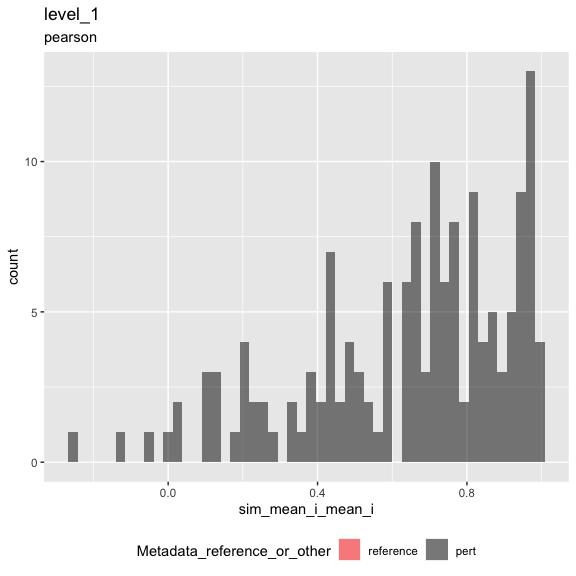 level_1
pearson
count
10
5
0
0.0 0.4 0.8
sim_mean_i_mean_i
Metadata_reference_or_other reference pert